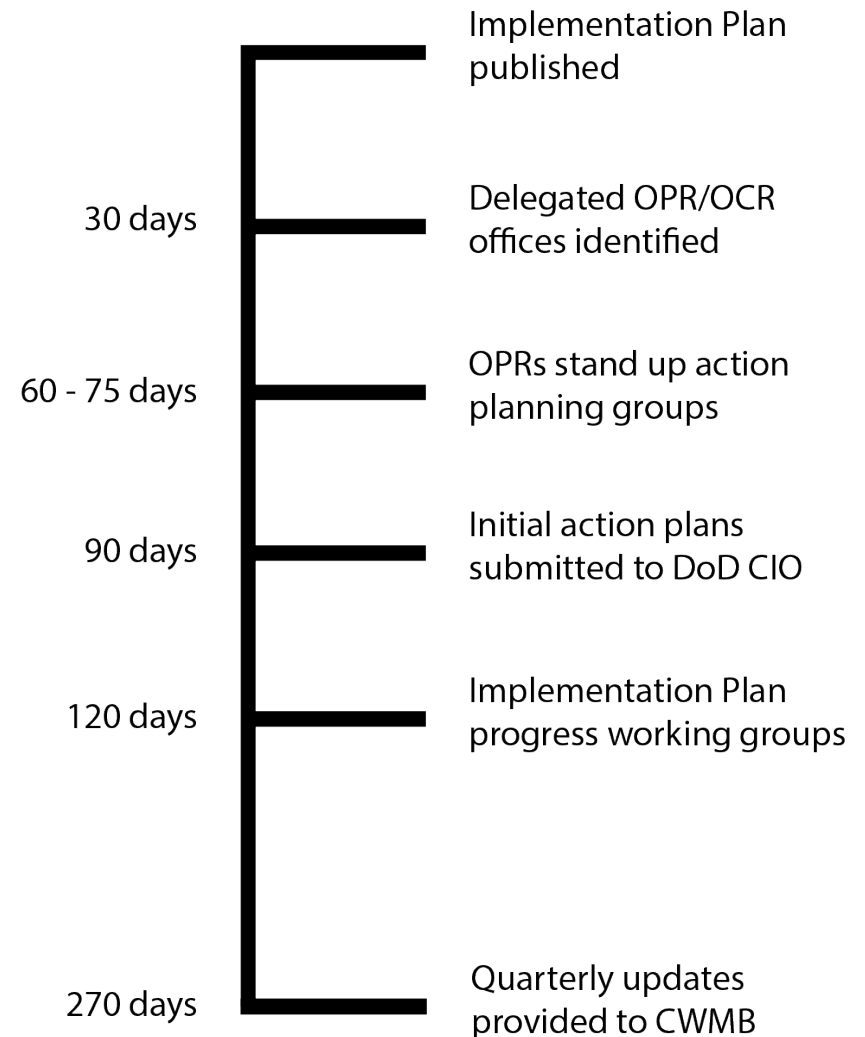 Implementation Plan
published
30 days
Delegated OPR/OCR
offices identified
60 - 75 days
OPRs stand up action
planning groups
90 days
Initial action plans
submitted to DoD CIO
120 days
Implementation Plan
progress working groups
270 days
Quarterly updates
provided to CWMB